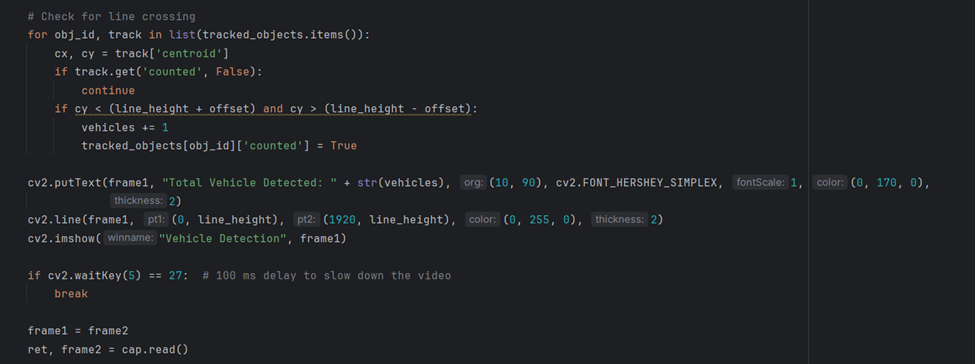 # Check for line crossing
for obj_id, track in list(tracked_objects.items()):
    cx, cy = track['centroid']
    if track.get('counted', False):
        continue
    if cy < (line_height + offset) and cy > (line_height - offset):
        vehicles += 1
        tracked_objects[obj_id]['counted'] = True

cv2.putText(frame1, "Total Vehicle Detected: " + str(vehicles), org: (10, 90), cv2.FONT_HERSHEY_SIMPLEX, fontScale: 1, color: (0, 170, 0),
            thickness: 2)
cv2.line(frame1, pt1: (0, line_height), pt2: (1920, line_height), color: (0, 255, 0), thickness: 2)
cv2.imshow( winname: "Vehicle Detection", frame1)

if cv2.waitKey(5) == 27:  # 100 ms delay to slow down the video
    break

frame1 = frame2
ret, frame2 = cap.read()